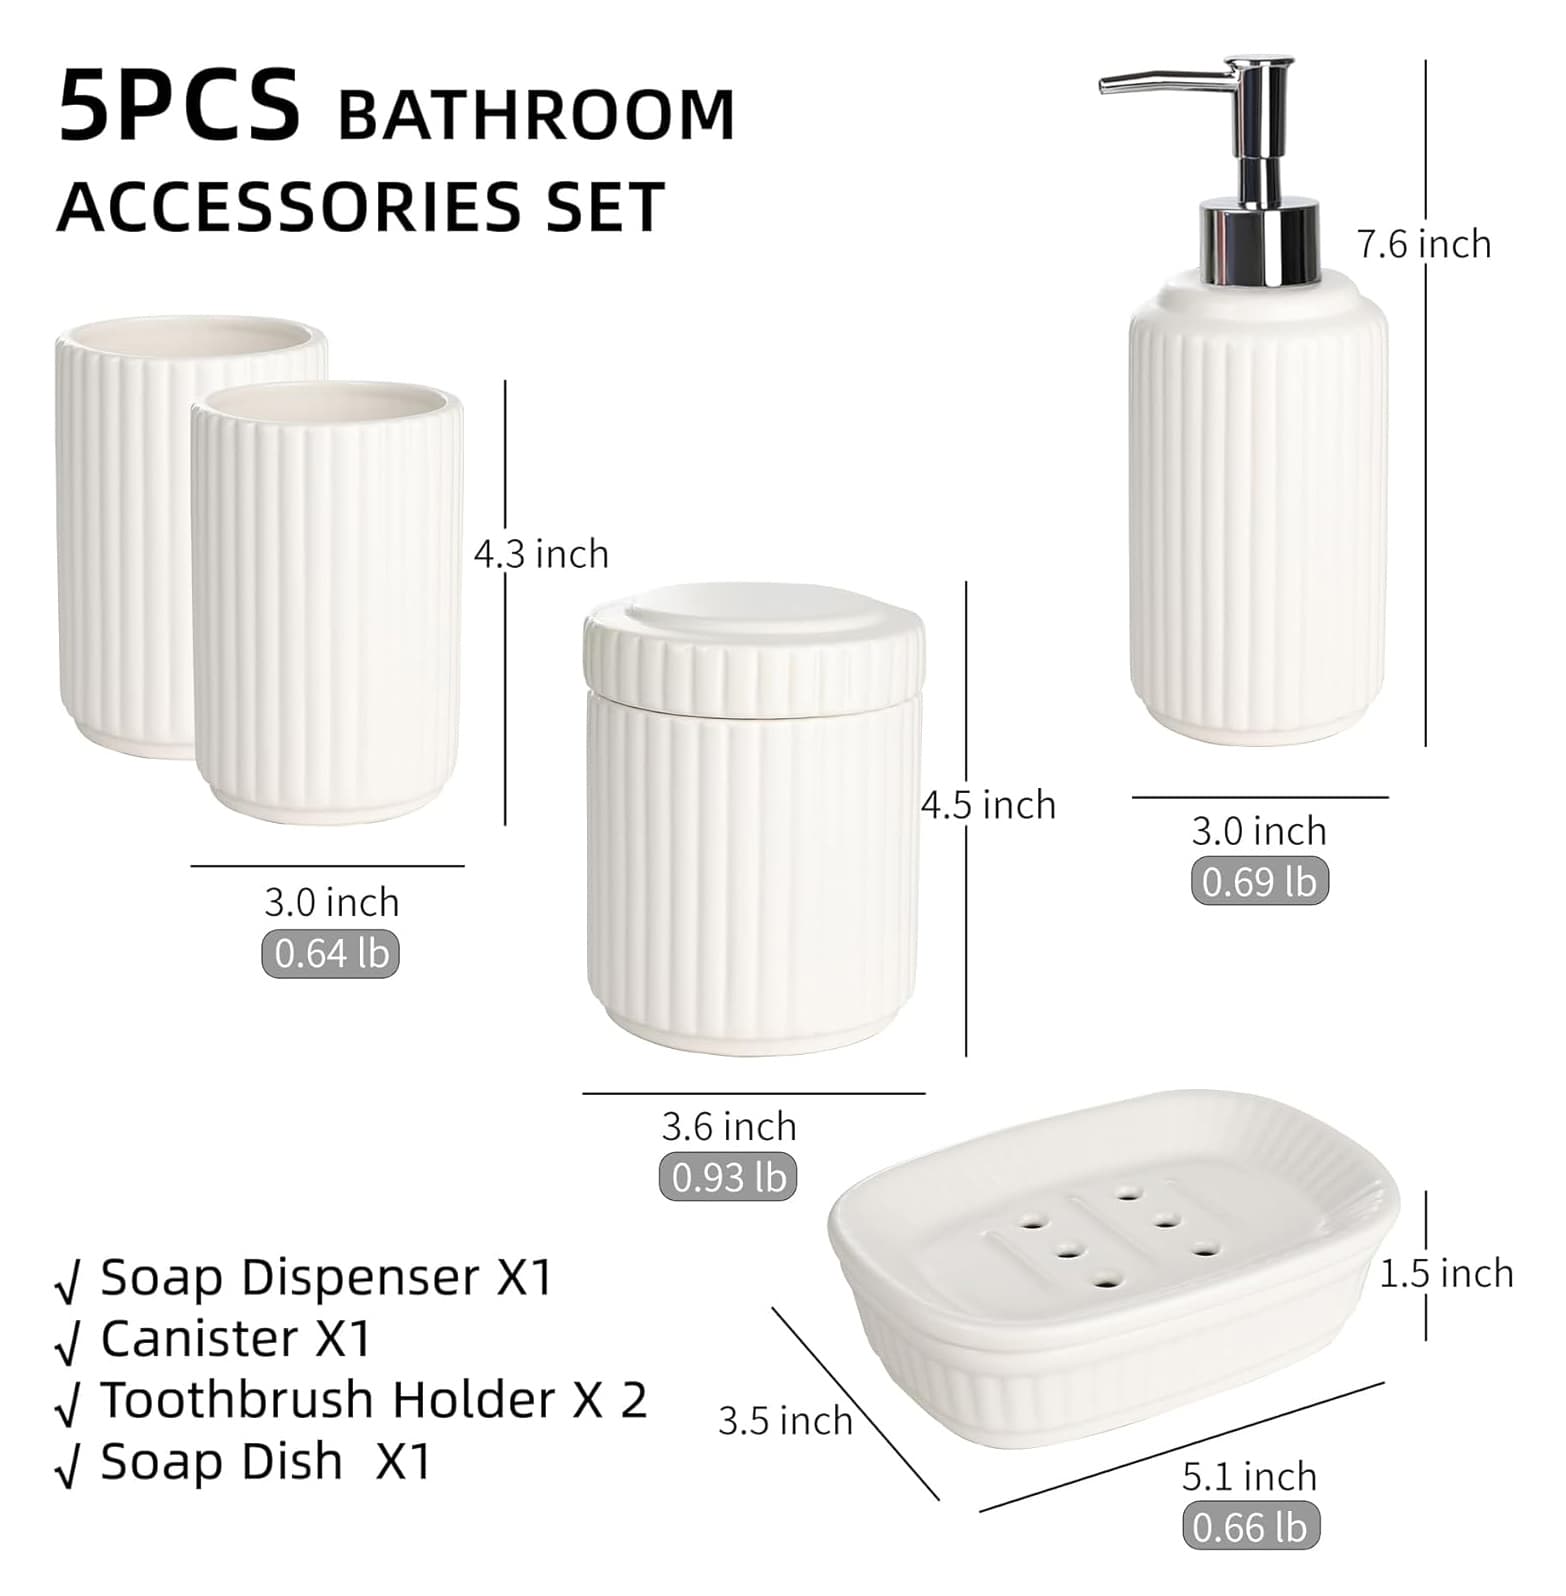 5PCS BATHROOM
ACCESSORIES SET
7.6 inch
4.3 inch
4.5 inch
3.0 inch
0.69 lb
3.0 inch
0.64 lb
3.6 inch
0.93 lb
1.5 inch
3.5 inch
5.1 inch
0.66 lb
√ Soap Dispenser X1
√ Canister X1
√ Toothbrush Holder X 2
√ Soap Dish  X1